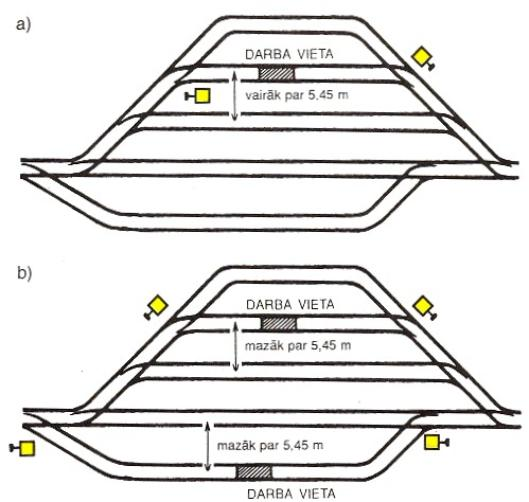 a)
DARBA VIETA
vairāk par 5,45 m
b)
DARBA VIETA
mazāk par 5,45 m
mazāk par 5,45 m
DARBA VIETA